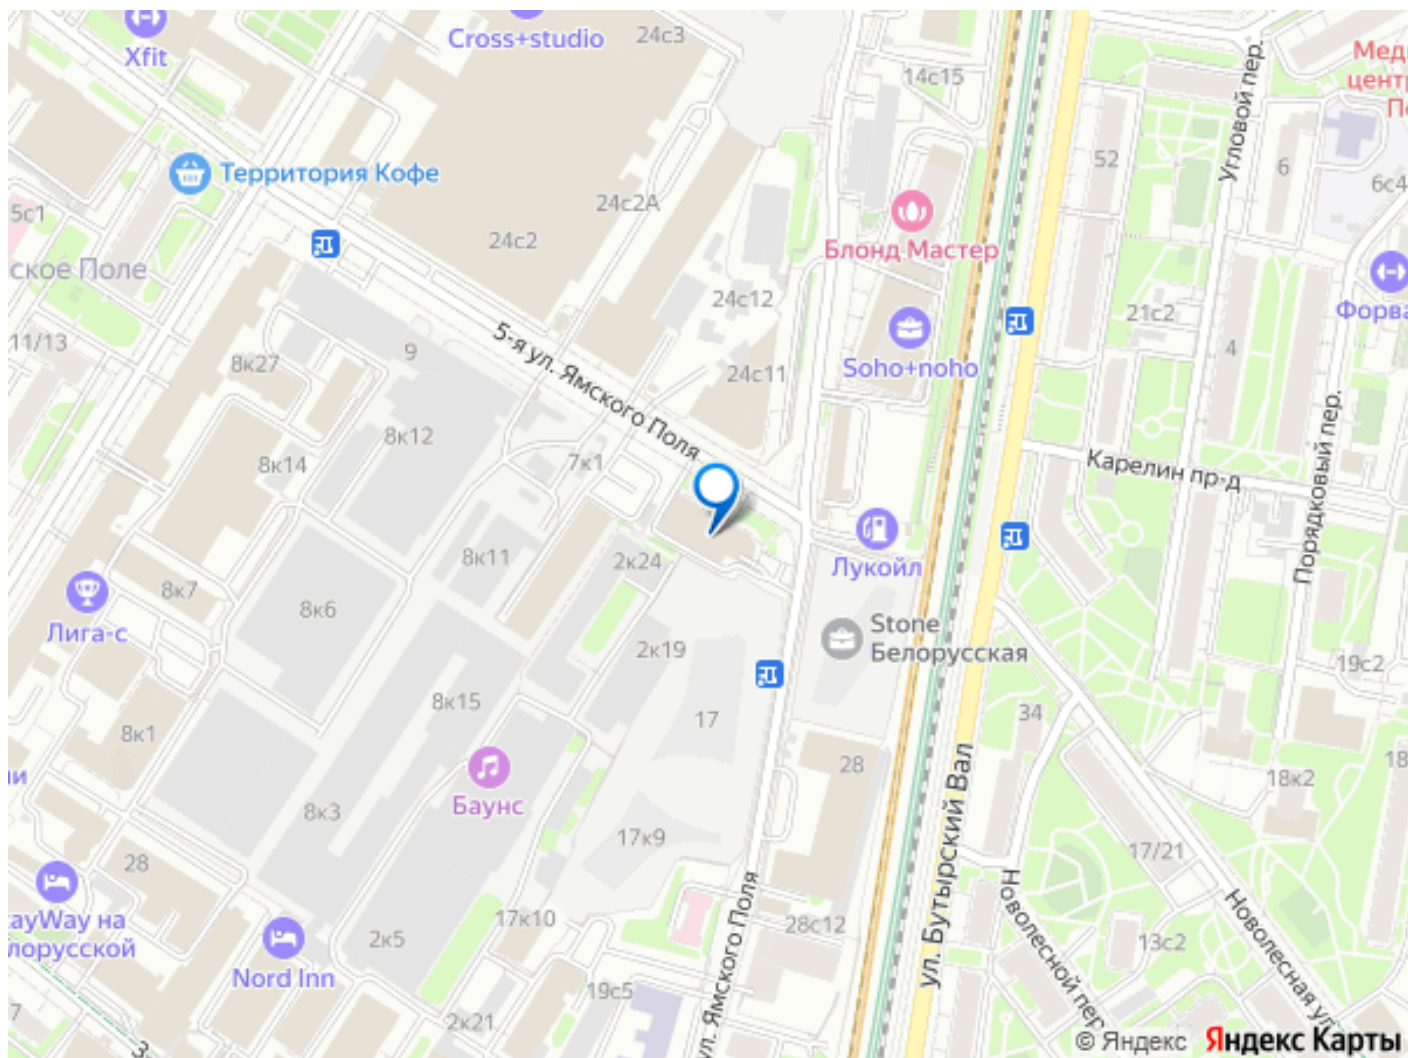 Xfit
Cross+studio
24с3
14с15
Угловой пер.
52
6
6с4
Территория Кофе
5с1
24с2А
24с2
Блонд Мастер
ское Поле
24с12
21с2
4
11/13
9
5-я ул. Ямского Поля
8к27
24с11
Soho+noho
8к12
7к1
8к14
Карелин пр-д
Порядковый пер.
Лукойл
8к11
2к24
8к7
8к6
Лига-с
Stone
Белорусская
2к19
19с2
8к15
17
34
8к1
28
18к2
18
Баунс
8к3
17к9
ул. Бутырский Вал
17/21
28
на
Nord Inn
2к5
17к10
28с12
13с2
Новолесной пер.
Новолесная ул.
19с5
ул. Ямского Поля
2к21
7
3-
© Яндекс
Яндекс Карты